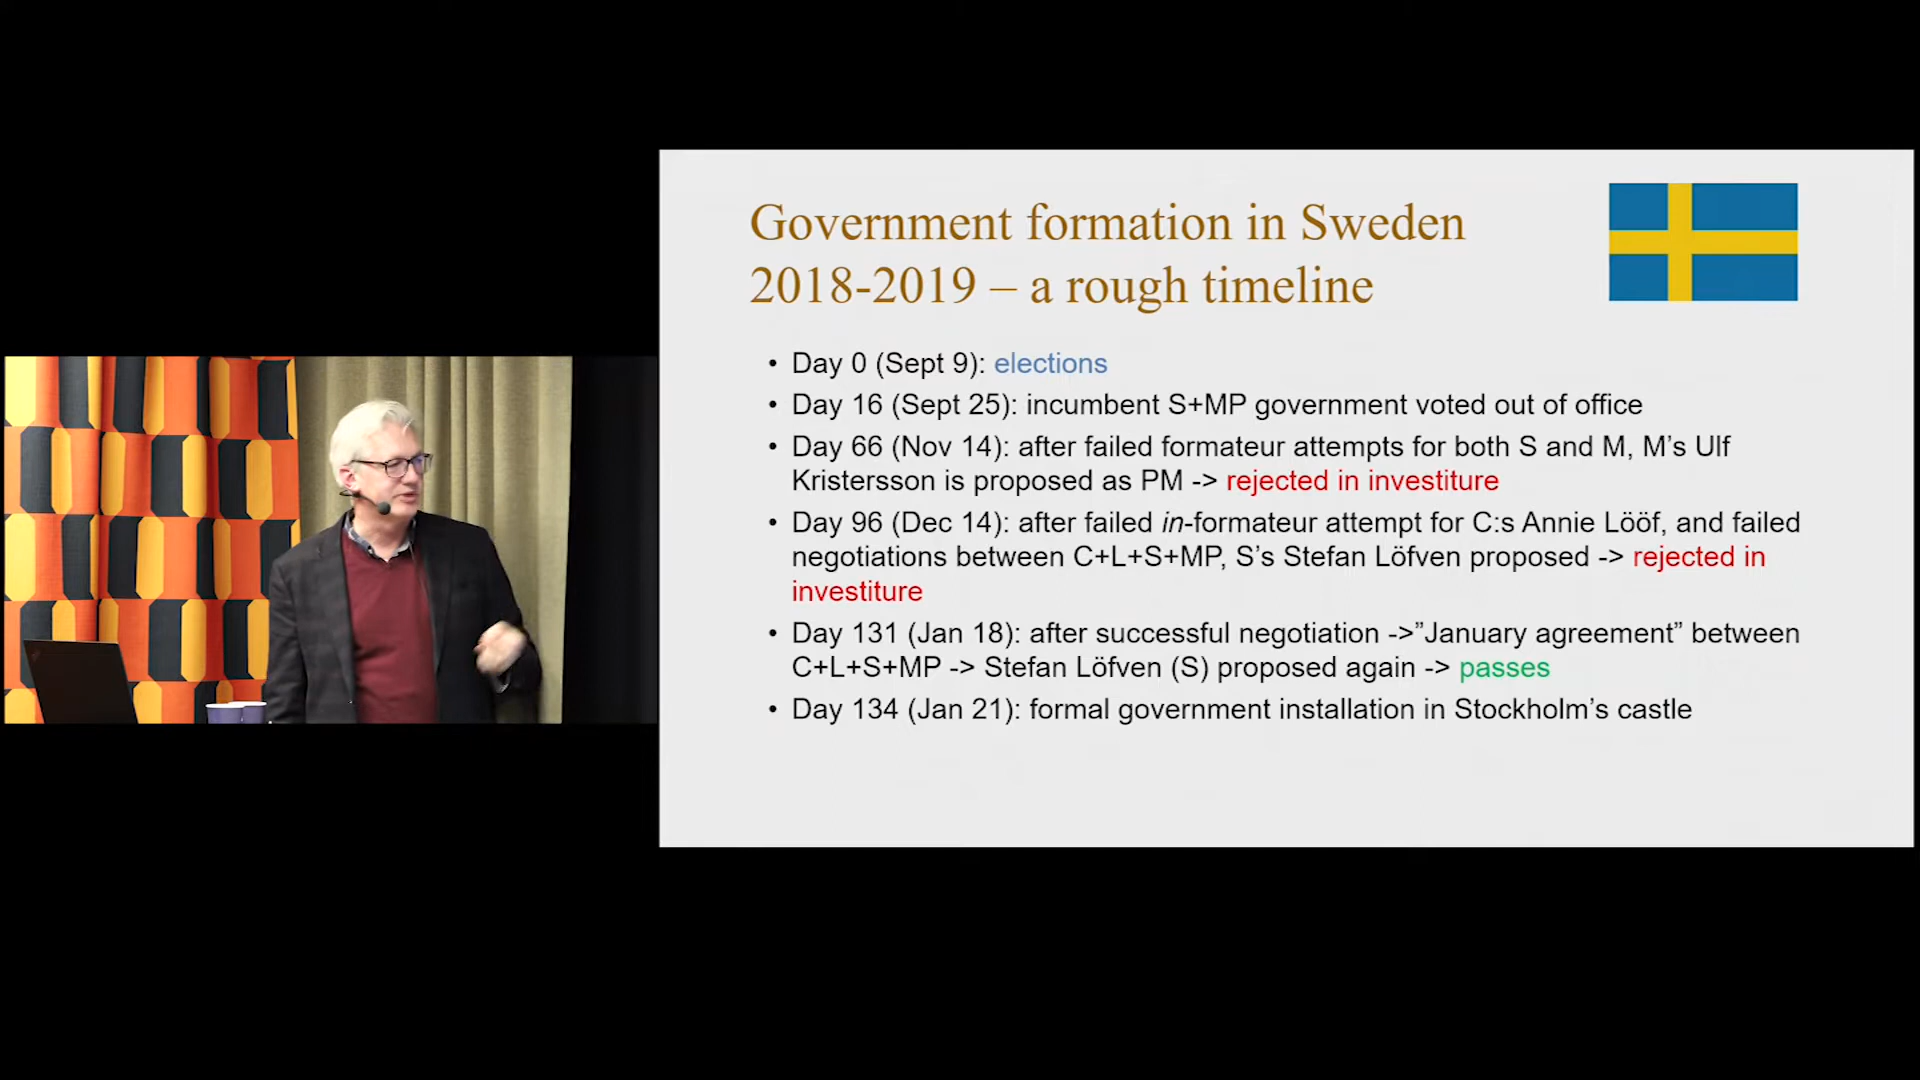 Government formation in Sweden
2018-2019 – a rough timeline
• Day 0 (Sept 9): elections
• Day 16 (Sept 25): incumbent S+MP government voted out of office
• Day 66 (Nov 14): after failed formateur attempts for both S and M, M’s Ulf
Kristersson is proposed as PM -> rejected in investiture
• Day 96 (Dec 14): after failed in-formateur attempt for C:s Annie Lööf, and failed
negotiations between C+L+S+MP, S’s Stefan Löfven proposed -> rejected in
investiture
• Day 131 (Jan 18): after successful negotiation ->”January agreement” between
C+L+S+MP -> Stefan Löfven (S) proposed again -> passes
• Day 134 (Jan 21): formal government installation in Stockholm’s castle